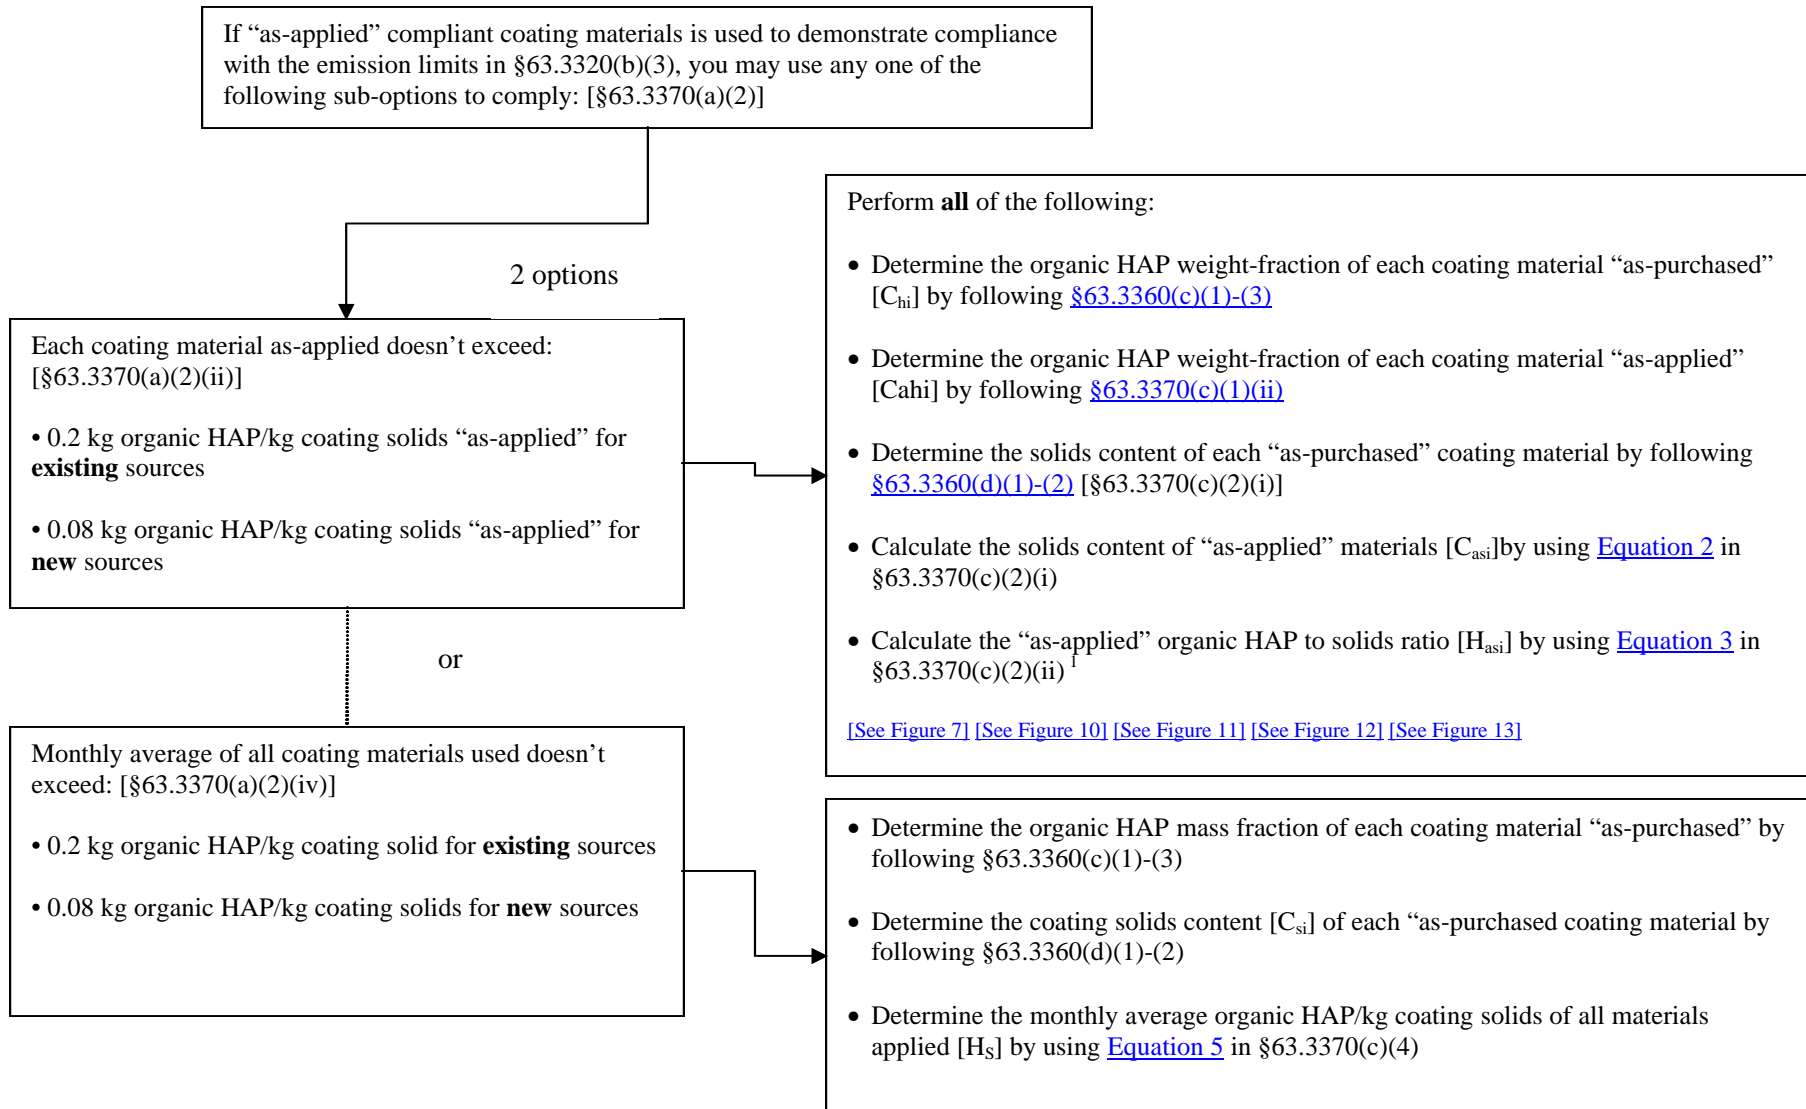 If “as-applied” compliant coating materials is used to demonstrate compliance
with the emission limits in §63.3320(b)(3), you may use any one of the
following sub-options to comply: [§63.3370(a)(2)]
2 options
Each coating material as-applied doesn’t exceed:
[§63.3370(a)(2)(ii)]
• 0.2 kg organic HAP/kg coating solids “as-applied” for
existing sources
• 0.08 kg organic HAP/kg coating solids “as-applied” for
new sources
or
Monthly average of all coating materials used doesn’t
exceed: [§63.3370(a)(2)(iv)]
• 0.2 kg organic HAP/kg coating solid for existing sources
• 0.08 kg organic HAP/kg coating solids for new sources
Perform all of the following:
• Determine the organic HAP weight-fraction of each coating material “as-purchased”
[Chi] by following §63.3360(c)(1)-(3)
• Determine the organic HAP weight-fraction of each coating material “as-applied”
[Cahi] by following §63.3370(c)(1)(ii)
• Determine the solids content of each “as-purchased” coating material by following
§63.3360(d)(1)-(2) [§63.3370(c)(2)(i)]
• Calculate the solids content of “as-applied” materials [Casi]by using Equation 2 in
§63.3370(c)(2)(i)
• Calculate the “as-applied” organic HAP to solids ratio [Hasi] by using Equation 3 in
§63.3370(c)(2)(ii) 1
[See Figure 7] [See Figure 10] [See Figure 11] [See Figure 12] [See Figure 13]
• Determine the organic HAP mass fraction of each coating material “as-purchased” by
following §63.3360(c)(1)-(3)
• Determine the coating solids content [Csi] of each “as-purchased coating material by
following §63.3360(d)(1)-(2)
• Determine the monthly average organic HAP/kg coating solids of all materials
applied [HS] by using Equation 5 in §63.3370(c)(4)